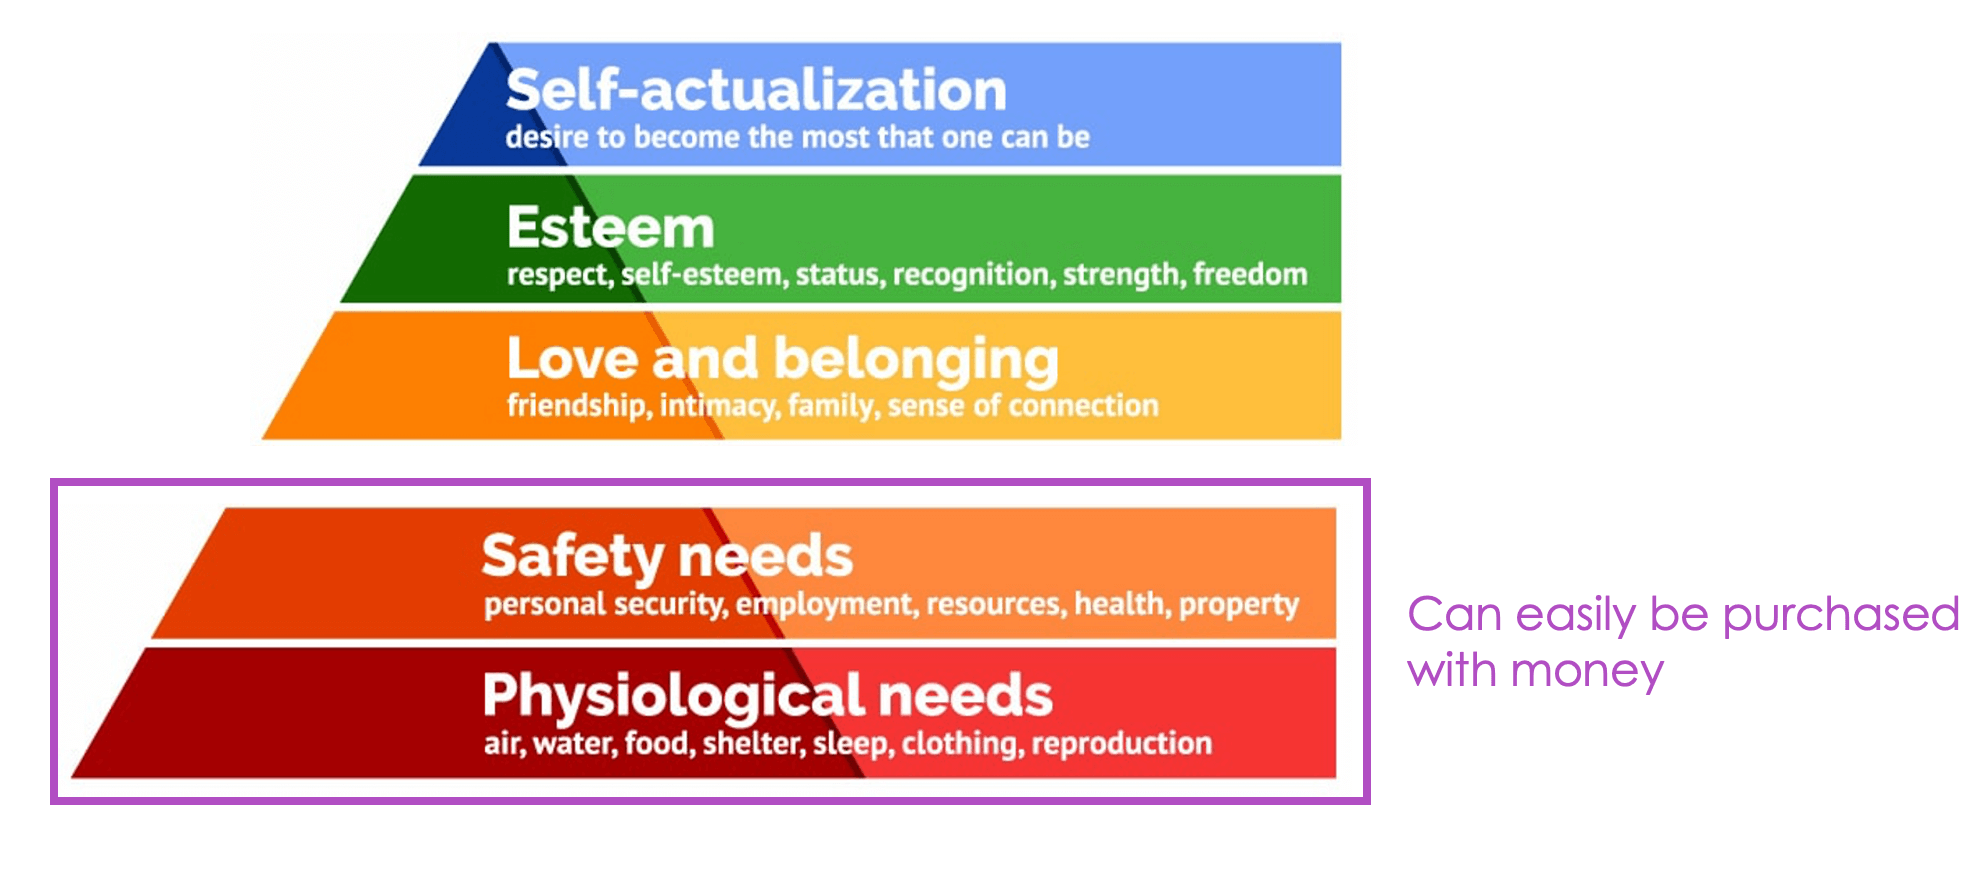 Self-actualization
desire to become the most that one can be
Esteem
respect, self-esteem, status, recognition, strength, freedom
Love and belonging
friendship, intimacy, family, sense of connection
Safety needs
personal security, employment, resources, health, property
Physiological needs
air, water, food, shelter, sleep, clothing, reproduction
Can easily be purchased
with money